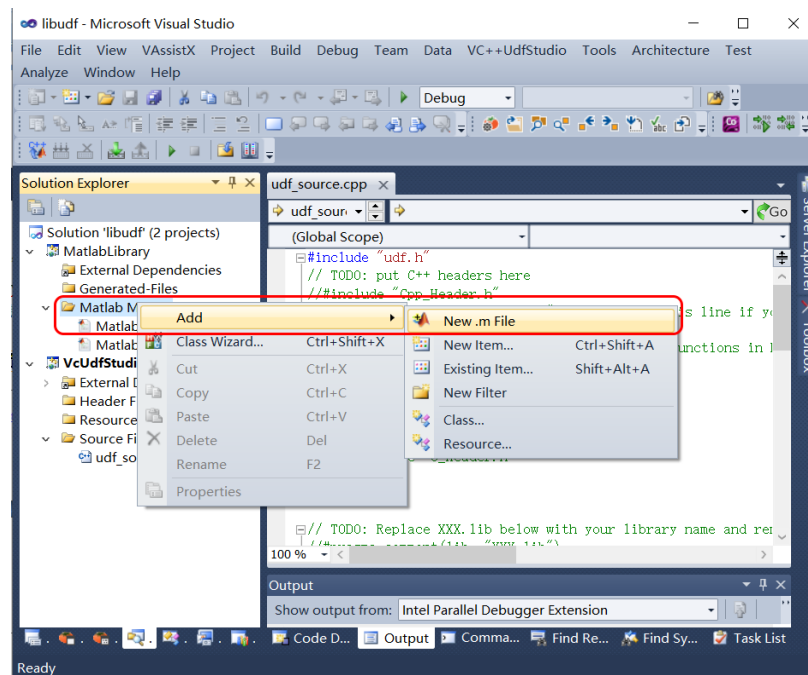 libudf - Microsoft Visual Studio
File Edit View VAssistX Project Build Debug Team Data VC++UdfStudio Tools Architecture Test
Analyze Window Help
Debug
Solution Explorer
udf_source.cpp
Go
Solution 'libudf' (2 projects)
(Global Scope)
MatlabLibrary
External Dependencies
Generated-Files
Matlab M
Matlab
Matlab
VcUdfStudi
External
Header F
Resource
Source Fi
udf_so
#include "udf.h"
// TODO: put C++ headers here
//#include "Cpp_Header.h"
s line if y
unctions in
Add
Class Wizard... Ctrl+Shift+X
Cut Ctrl+X
Copy Ctrl+C
Paste Ctrl+V
Delete Del
Rename F2
Properties
New .m File
New Item... Ctrl+Shift+A
Existing Item... Shift+Alt+A
New Filter
Class...
Resource...
// TODO: Replace XXX.lib below with your library name and
100 %
Output
Show output from: Intel Parallel Debugger Extension
Code D... Output Comma... Find Re... Find Sy... Task List
Ready
Server Explorer
Toolbox